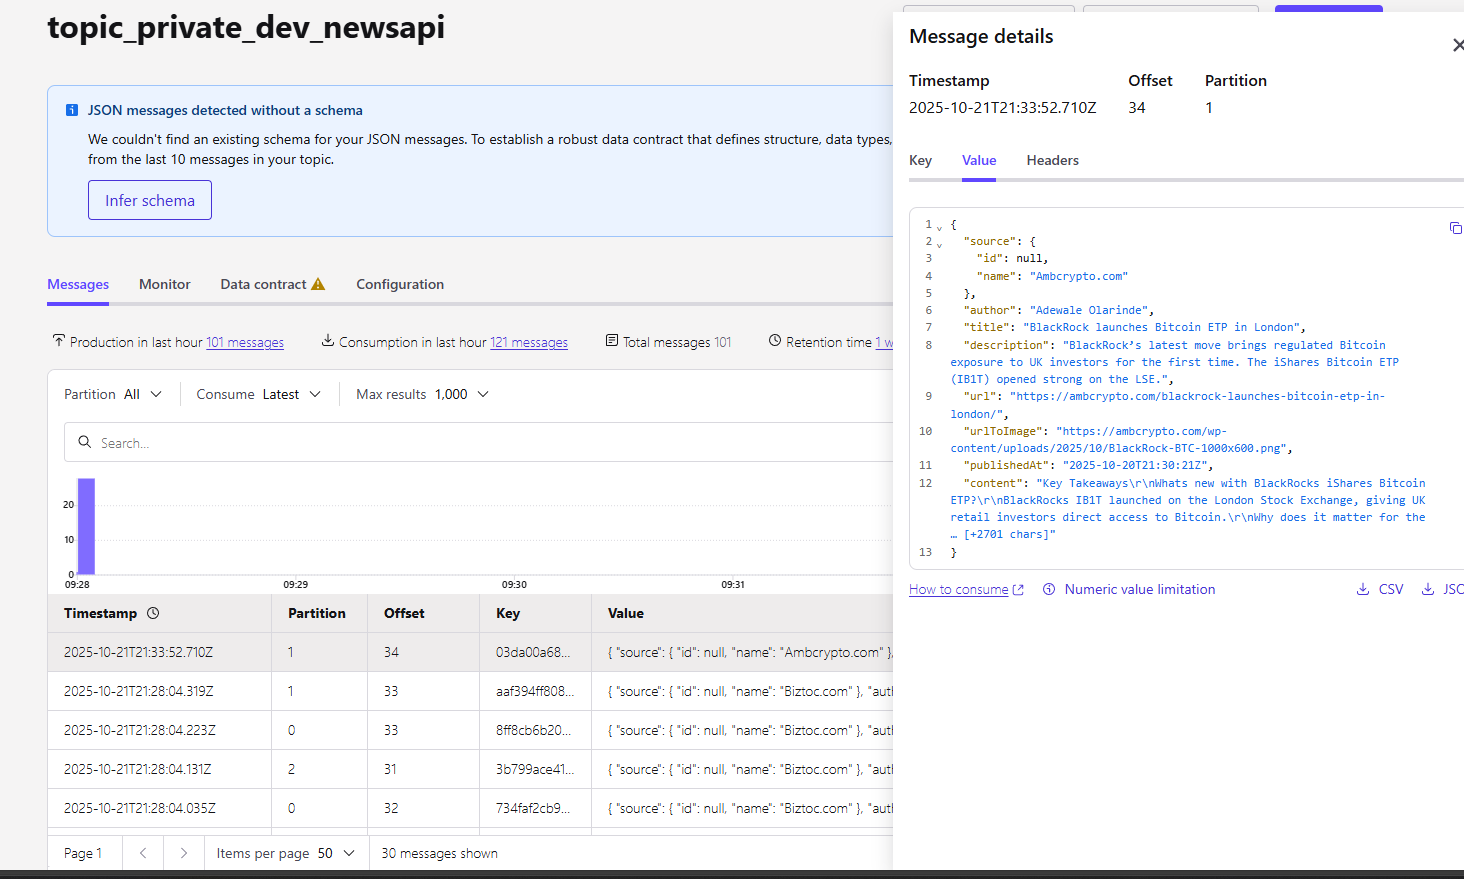 topic_private_dev_newsapi
JSON messages detected without a schema
We couldn't find an existing schema for your JSON messages. To establish a robust data contract that defines structure, data types,
from the last 10 messages in your topic.
Infer schema
Messages Monitor Data contract Configuration
Production in last hour 101 messages Consumption in last hour 121 messages Total messages 101 Retention time 1 w
Partition All Consume Latest Max results 1,000
Search...
20
10
0
09:28 09:29 09:30 09:31
Timestamp Partition Offset Key Value
2025-10-21T21:33:52.710Z 1 34 03da00a68... { "source": { "id": null, "name": "Ambcrypto.com" },
2025-10-21T21:28:04.319Z 1 33 aaf394ff808... { "source": { "id": null, "name": "Biztoc.com" }, "aut
2025-10-21T21:28:04.223Z 0 33 8ff8cb6b20... { "source": { "id": null, "name": "Biztoc.com" }, "aut
2025-10-21T21:28:04.131Z 2 31 3b799ace41... { "source": { "id": null, "name": "Biztoc.com" }, "aut
2025-10-21T21:28:04.035Z 0 32 734faf2cb9... { "source": { "id": null, "name": "Biztoc.com" }, "aut
Page 1 Items per page 50 30 messages shown
Message details
Timestamp Offset Partition
2025-10-21T21:33:52.710Z 34 1
Key Value Headers
1 {
2 "source": {
3 "id": null,
4 "name": "Ambcrypto.com"
5 },
6 "author": "Adewale Olarinde",
7 "title": "BlackRock launches Bitcoin ETP in London",
8 "description": "BlackRock’s latest move brings regulated Bitcoin
exposure to UK investors for the first time. The iShares Bitcoin ETP
(IB1T) opened strong on the LSE.",
9 "url": "https://ambcrypto.com/blackrock-launches-bitcoin-etp-in-
london/",
10 "urlToImage": "https://ambcrypto.com/wp-
content/uploads/2025/10/BlackRock-BTC-1000x600.png",
11 "publishedAt": "2025-10-20T21:30:21Z",
12 "content": "Key Takeaways\r\nWhats new with BlackRocks iShares Bitcoin
ETP?\r\nBlackRocks IB1T launched on the London Stock Exchange, giving UK
retail investors direct access to Bitcoin.\r\nWhy does it matter for the
… [+2701 chars]"
13 }
How to consume Numeric value limitation CSV JSO